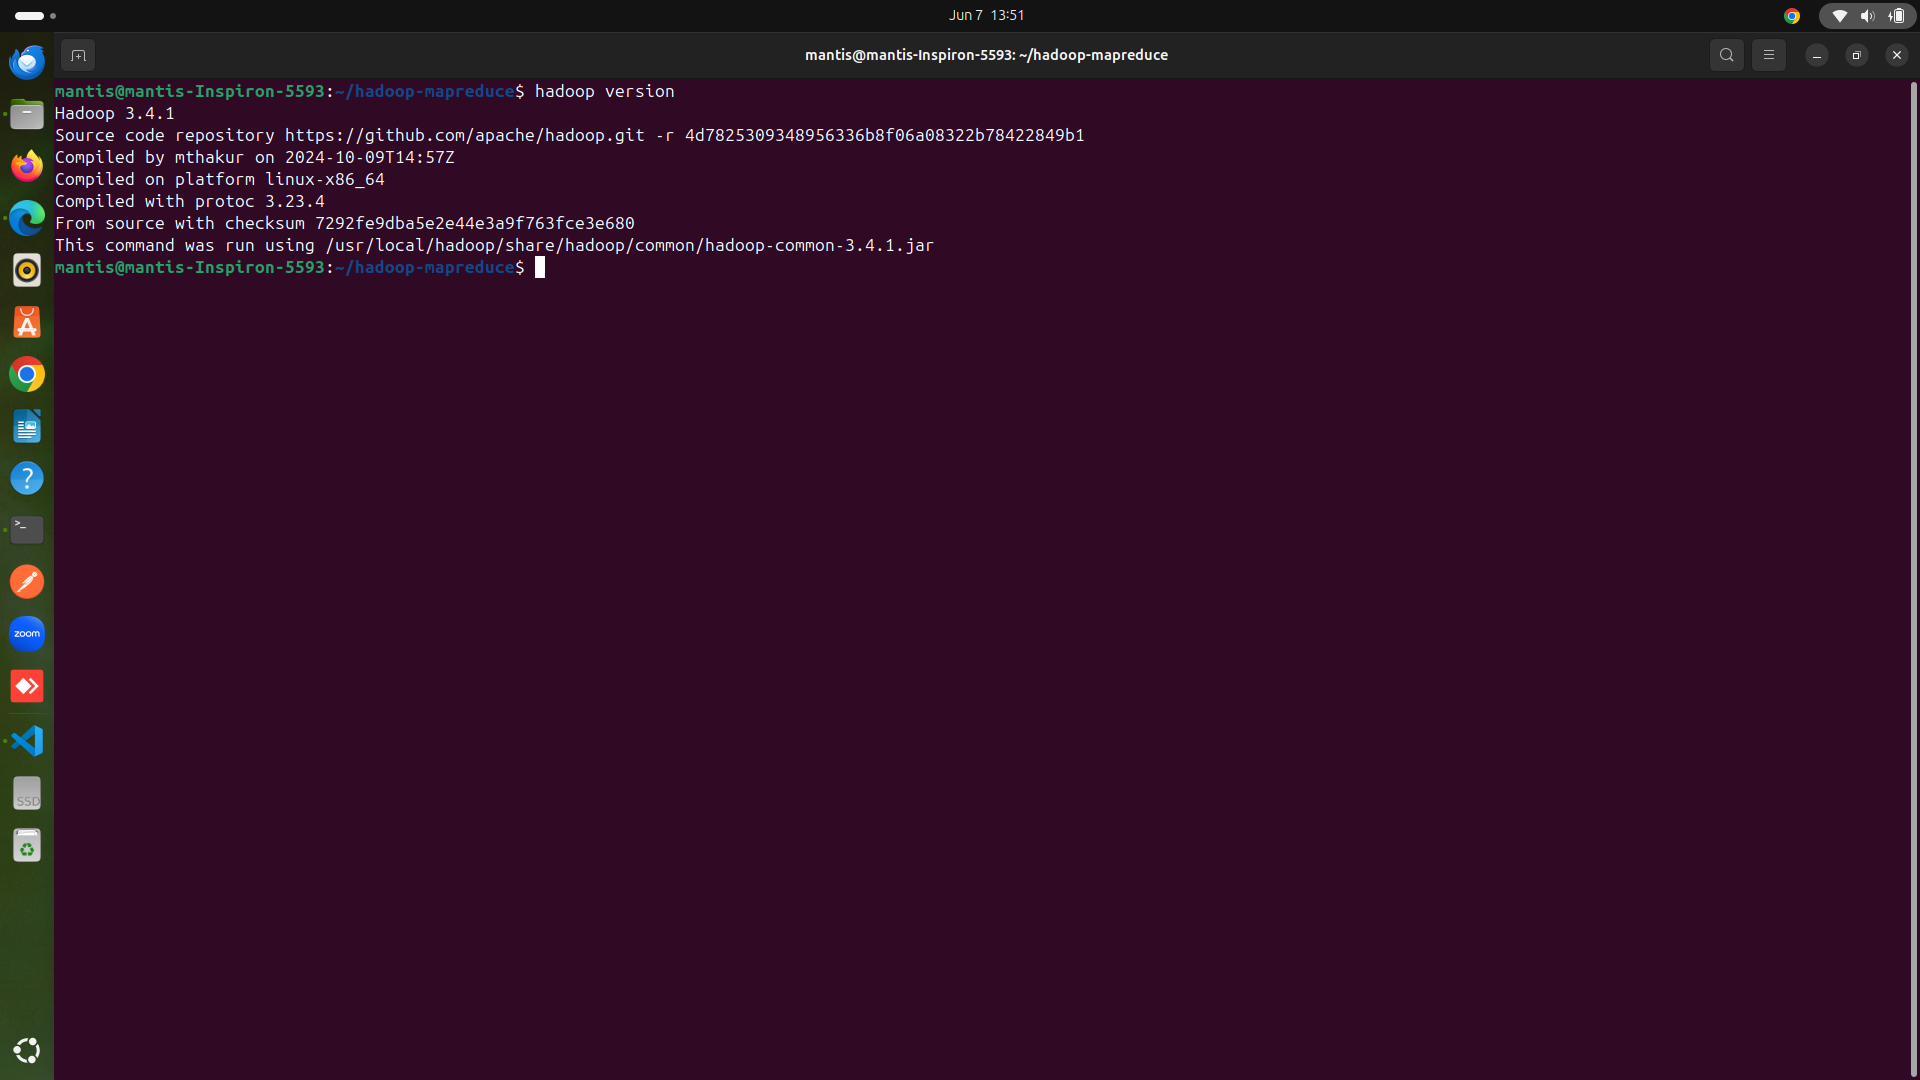 Jun 7 13:51
mantis@mantis-Inspiron-5593: ~/hadoop-mapreduce
mantis@mantis-Inspiron-5593:~/hadoop-mapreduce$ hadoop version
Hadoop 3.4.1
Source code repository https://github.com/apache/hadoop.git -r 4d7825309348956336b8f06a08322b78422849b1
Compiled by mthakur on 2024-10-09T14:57Z
Compiled on platform linux-x86_64
Compiled with protoc 3.23.4
From source with checksum 7292fe9dba5e2e44e3a9f763fce3e680
This command was run using /usr/local/hadoop/share/hadoop/common/hadoop-common-3.4.1.jar
mantis@mantis-Inspiron-5593:~/hadoop-mapreduce$
zoom
SSD